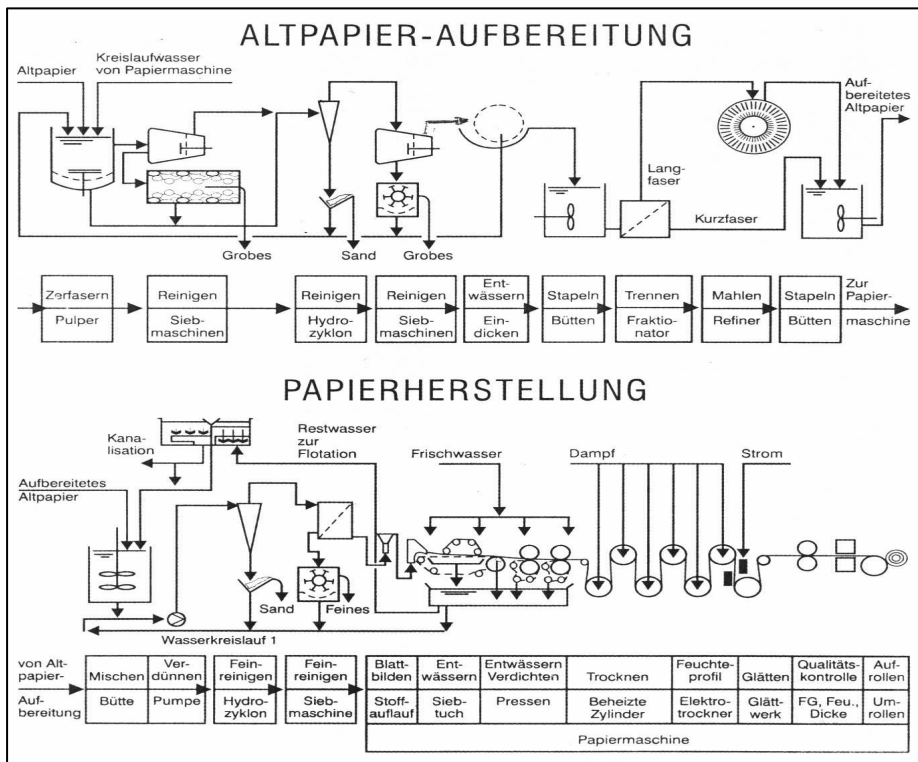 ALTPAPIER-AUFBEREITUNG
Altpapier
Kreislaufwasser
von Papiermaschine
Auf-
bereitetes
Altpapier
Lang-
faser
Kurzfaser
Grobes
Sand
Grobes
Zerfasern
Pulper
Reinigen
Sieb-
maschinen
Reinigen
Hydro-
zyklon
Reinigen
Sieb-
maschinen
Ent-
wässern
Ein-
dicken
Stapeln
Bütten
Trennen
Fraktio-
nator
Mahlen
Refiner
Stapeln
Bütten
Zur
Papier-
maschine
PAPIERHERSTELLUNG
Kana-
lisation
Restwasser
zur
Flotation
Frischwasser
Dampf
Strom
Aufbereitetes
Altpapier
Sand
Feines
Wasserkreislauf 1
von Alt-
papier-
Auf-
bereitung
Mischen
Bütte
Ver-
dünnen
Pumpe
Fein-
reinigen
Hydro-
zyklon
Fein-
reinigen
Sieb-
maschine
Blatt-
bilden
Stoff-
auflauf
Ent-
wässern
Sieb-
tuch
Entwässern
Verdichten
Pressen
Trocknen
Beheizte
Zylinder
Feuchte-
profil
Elektro-
trockner
Glätten
Glätt-
werk
Qualitäts-
kontrolle
FG, Feu.,
Dicke
Auf-
rollen
Um-
rollen
Papiermaschine